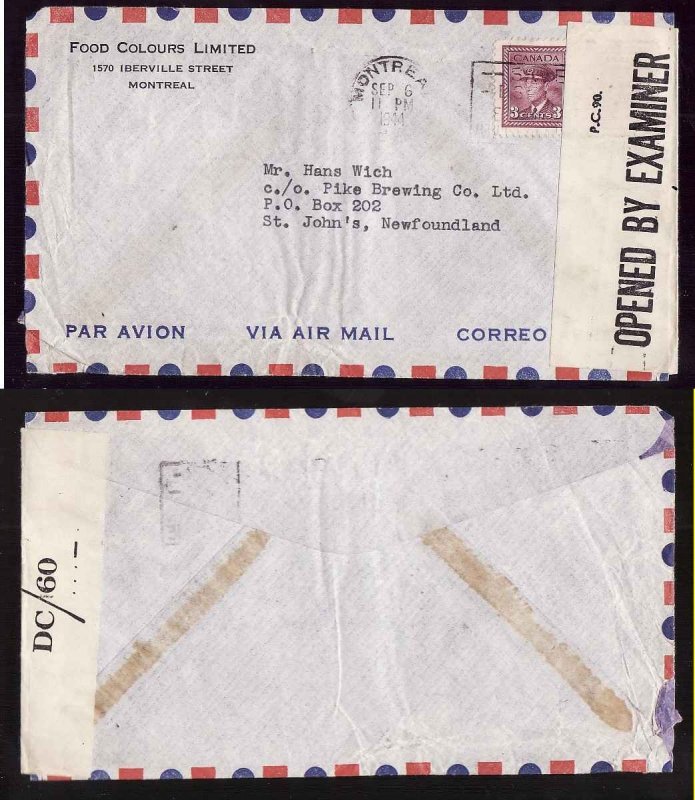 FOOD COLOURS LIMITED
1570 IBERVILLE STREET
MONTREAL
MONTREA
SEP 6
11 PM
1944
CANADA
3 CENTS 3
P.C.90.
OPENED BY EXAMINER
Mr. Hans Wich
c./o. Pike Brewing Co. Ltd.
P.O. Box 202
St. John's, Newfoundland
PAR AVION VIA AIR MAIL CORREO
DC/60